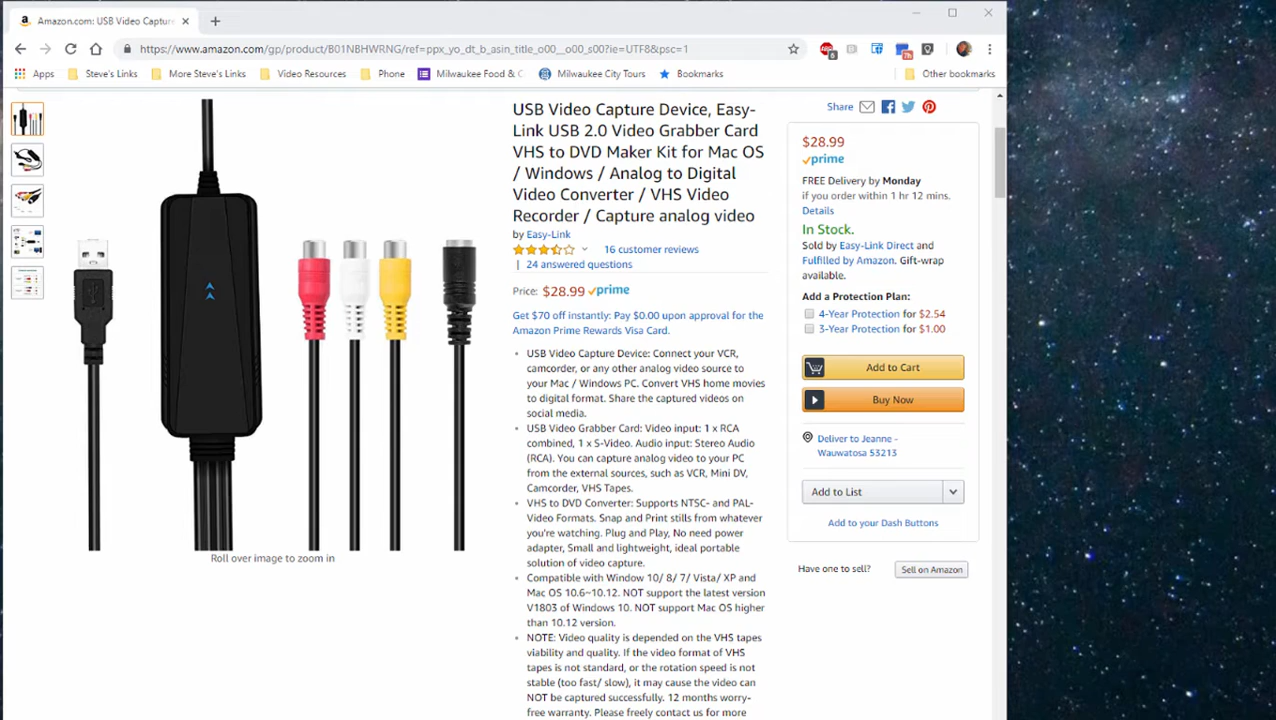 Amazon.com: USB Video Capture
https://www.amazon.com/gp/product/B01NBHWRNG/ref=ppx_yo_dt_b_asin_title_o00__o00_s00?ie=UTF8&psc=1
Apps Steve's Links More Steve's Links Video Resources Phone Milwaukee Food & C Milwaukee City Tours Bookmarks Other bookmarks
USB Video Capture Device, Easy-
Link USB 2.0 Video Grabber Card
VHS to DVD Maker Kit for Mac OS
/ Windows / Analog to Digital
Video Converter / VHS Video
Recorder / Capture analog video
by Easy-Link
16 customer reviews
| 24 answered questions
Price: $28.99 prime
Get $70 off instantly: Pay $0.00 upon approval for the
Amazon Prime Rewards Visa Card.
• USB Video Capture Device: Connect your VCR,
camcorder, or any other analog video source to
your Mac / Windows PC. Convert VHS home movies
to digital format. Share the captured videos on
social media.
• USB Video Grabber Card: Video input: 1 x RCA
combined, 1 x S-Video. Audio input: Stereo Audio
(RCA). You can capture analog video to your PC
from the external sources, such as VCR, Mini DV,
Camcorder, VHS Tapes.
• VHS to DVD Converter: Supports NTSC- and PAL-
Video Formats. Snap and Print stills from whatever
you're watching. Plug and Play, No need power
adapter, Small and lightweight, ideal portable
solution of video capture.
• Compatible with Window 10/ 8/ 7/ Vista/ XP and
Mac OS 10.6~10.12. NOT support the latest version
V1803 of Windows 10. NOT support Mac OS higher
than 10.12 version.
• NOTE: Video quality is depended on the VHS tapes
viability and quality. If the video format of VHS
tapes is not standard, or the rotation speed is not
stable (too fast/ slow), it may cause the video can
NOT be captured successfully. 12 months worry-
free warranty. Please freely contact us for more
Roll over image to zoom in
Share
$28.99
prime
FREE Delivery by Monday
if you order within 1 hr 12 mins.
Details
In Stock.
Sold by Easy-Link Direct and
Fulfilled by Amazon. Gift-wrap
available.
Add a Protection Plan:
4-Year Protection for $2.54
3-Year Protection for $1.00
Add to Cart
Buy Now
Deliver to Jeanne -
Wauwatosa 53213
Add to List
Add to your Dash Buttons
Have one to sell? Sell on Amazon